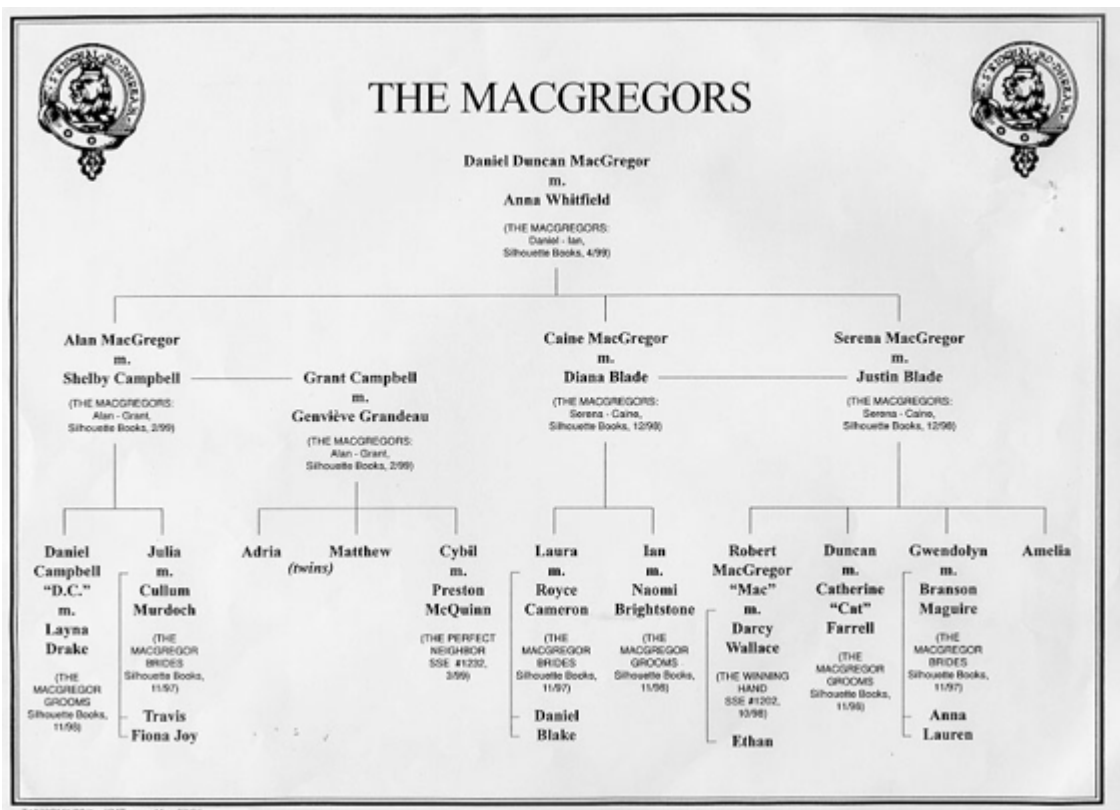 THE MACGREGORS
Daniel Duncan MacGregor
m.
Anna Whitfield
(THE MACGREGORS:
Daniel - Ian,
Silhouette Books, 4/99)
Alan MacGregor
m.
Shelby Campbell
(THE MACGREGORS:
Alan - Grant,
Silhouette Books, 2/99)
Grant Campbell
m.
Genviève Grandeau
(THE MACGREGORS:
Alan - Grant,
Silhouette Books, 2/99)
Caine MacGregor
m.
Diana Blade
(THE MACGREGORS:
Serena - Caine,
Silhouette Books, 12/98)
Serena MacGregor
m.
Justin Blade
(THE MACGREGORS:
Serena - Caine,
Silhouette Books, 12/98)
Daniel
Campbell
"D.C."
m.
Layna
Drake
(THE
MACGREGOR
GROOMS
Silhouette Books,
11/98)
Julia
m.
Cullum
Murdoch
(THE
MACGREGOR
BRIDES
Silhouette Books,
11/97)
Travis
Fiona Joy
Adria
Matthew
(twins)
Cybil
m.
Preston
McQuinn
(THE PERFECT
NEIGHBOR
SSE #1232,
3/99)
Laura
m.
Royce
Cameron
(THE
MACGREGOR
BRIDES
Silhouette Books,
11/97)
Daniel
Blake
Ian
m.
Naomi
Brightstone
(THE
MACGREGOR
GROOMS
Silhouette Books,
11/98)
Robert
MacGregor
"Mac"
m.
Darcy
Wallace
(THE WINNING
HAND
SSE #1202,
10/98)
Ethan
Duncan
m.
Catherine
"Cat"
Farrell
(THE
MACGREGOR
GROOMS
Silhouette Books,
11/98)
Gwendolyn
m.
Branson
Maguire
(THE
MACGREGOR
BRIDES
Silhouette Books,
11/97)
Anna
Lauren
Amelia